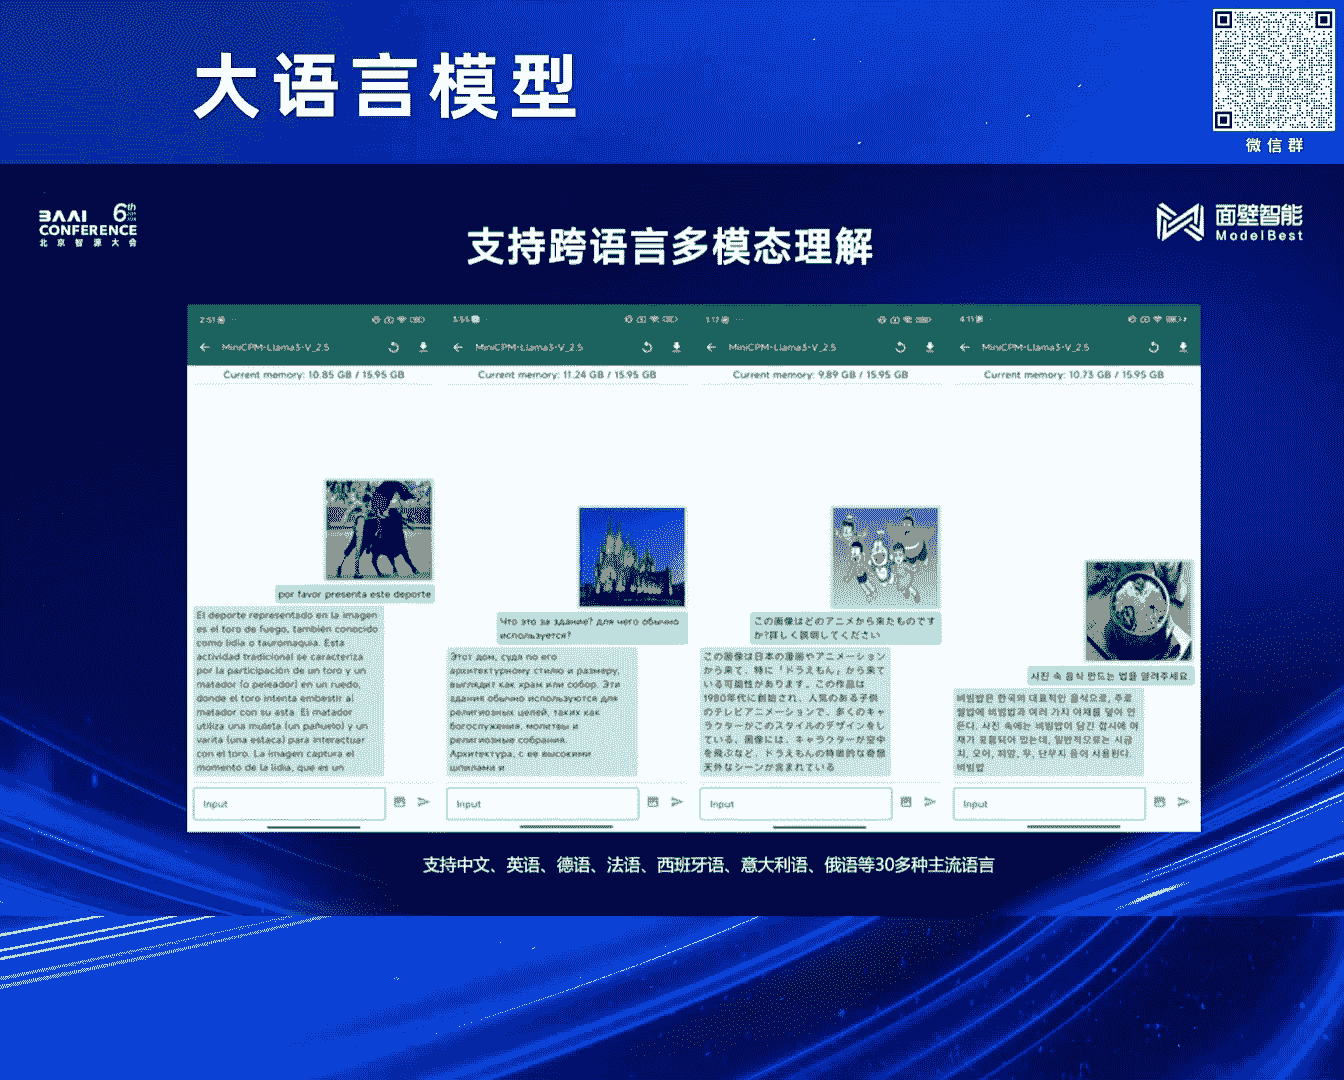 大语言模型
微信群
BAAI 6th
CONFERENCE
北京智源大会
面壁智能
ModelBest
支持跨语言多模态理解
2:51
MiniCPM-Llama3-V_2.5
Current memory: 10.85 GB / 15.95 GB
por favor presenta este deporte
El deporte representado en la imagen
es el toro de fuego, también conocido
como lidia o tauromaquia. Esta
actividad tradicional se caracteriza
por la participación de un toro y un
matador (o peleador) en un ruedo,
donde el toro intenta embestir al
matador con su asta. El matador
utiliza una muleta (un pañuelo) y un
varita (una estaca) para interactuar
con el toro. La imagen captura el
momento de la lidia, que es un
Input
MiniCPM-Llama3-V_2.5
Current memory: 11.24 GB / 15.95 GB
Что это за здание? для чего обычно
используется?
Этот дом, судя по его
архитектурному стилю и размеру,
выглядит как храм или собор. Эти
здания обычно используются для
религиозных целей, таких как
богослужения, молитвы и
религиозные собрания.
Архитектура, с ее высокими
шпилями и
Input
1:17
MiniCPM-Llama3-V_2.5
Current memory: 9.89 GB / 15.95 GB
この画像はどのアニメから来たものです
か?詳しく説明してください
この画像は日本の漫画やアニメーション
から来て、特に「ドラえもん」から来て
いる可能性があります。この作品は
1980年代に創始され、人気のある子供
のテレビアニメーションで、多くのキャ
ラクターがこのスタイルのデザインをし
ている。画像には、キャラクターが空中
を飛ぶなど、ドラえもんの特徴的な奇想
天外なシーンが含まれている
Input
4:11
MiniCPM-Llama3-V_2.5
Current memory: 10.73 GB / 15.95 GB
사진 속 음식 만드는 법을 알려주세요
비빔밥은 한국의 대표적인 음식으로, 주로
쌀밥에 비빔밥과 여러 가지 야채를 덮어 만
든다. 사진 속에는 비빔밥이 담긴 접시에 야
채가 포함되어 있는데, 일반적으로는 시금
치, 오이, 피망, 무, 단무지 등이 사용된다.
비빔밥
Input
支持中文、英语、德语、法语、西班牙语、意大利语、俄语等30多种主流语言